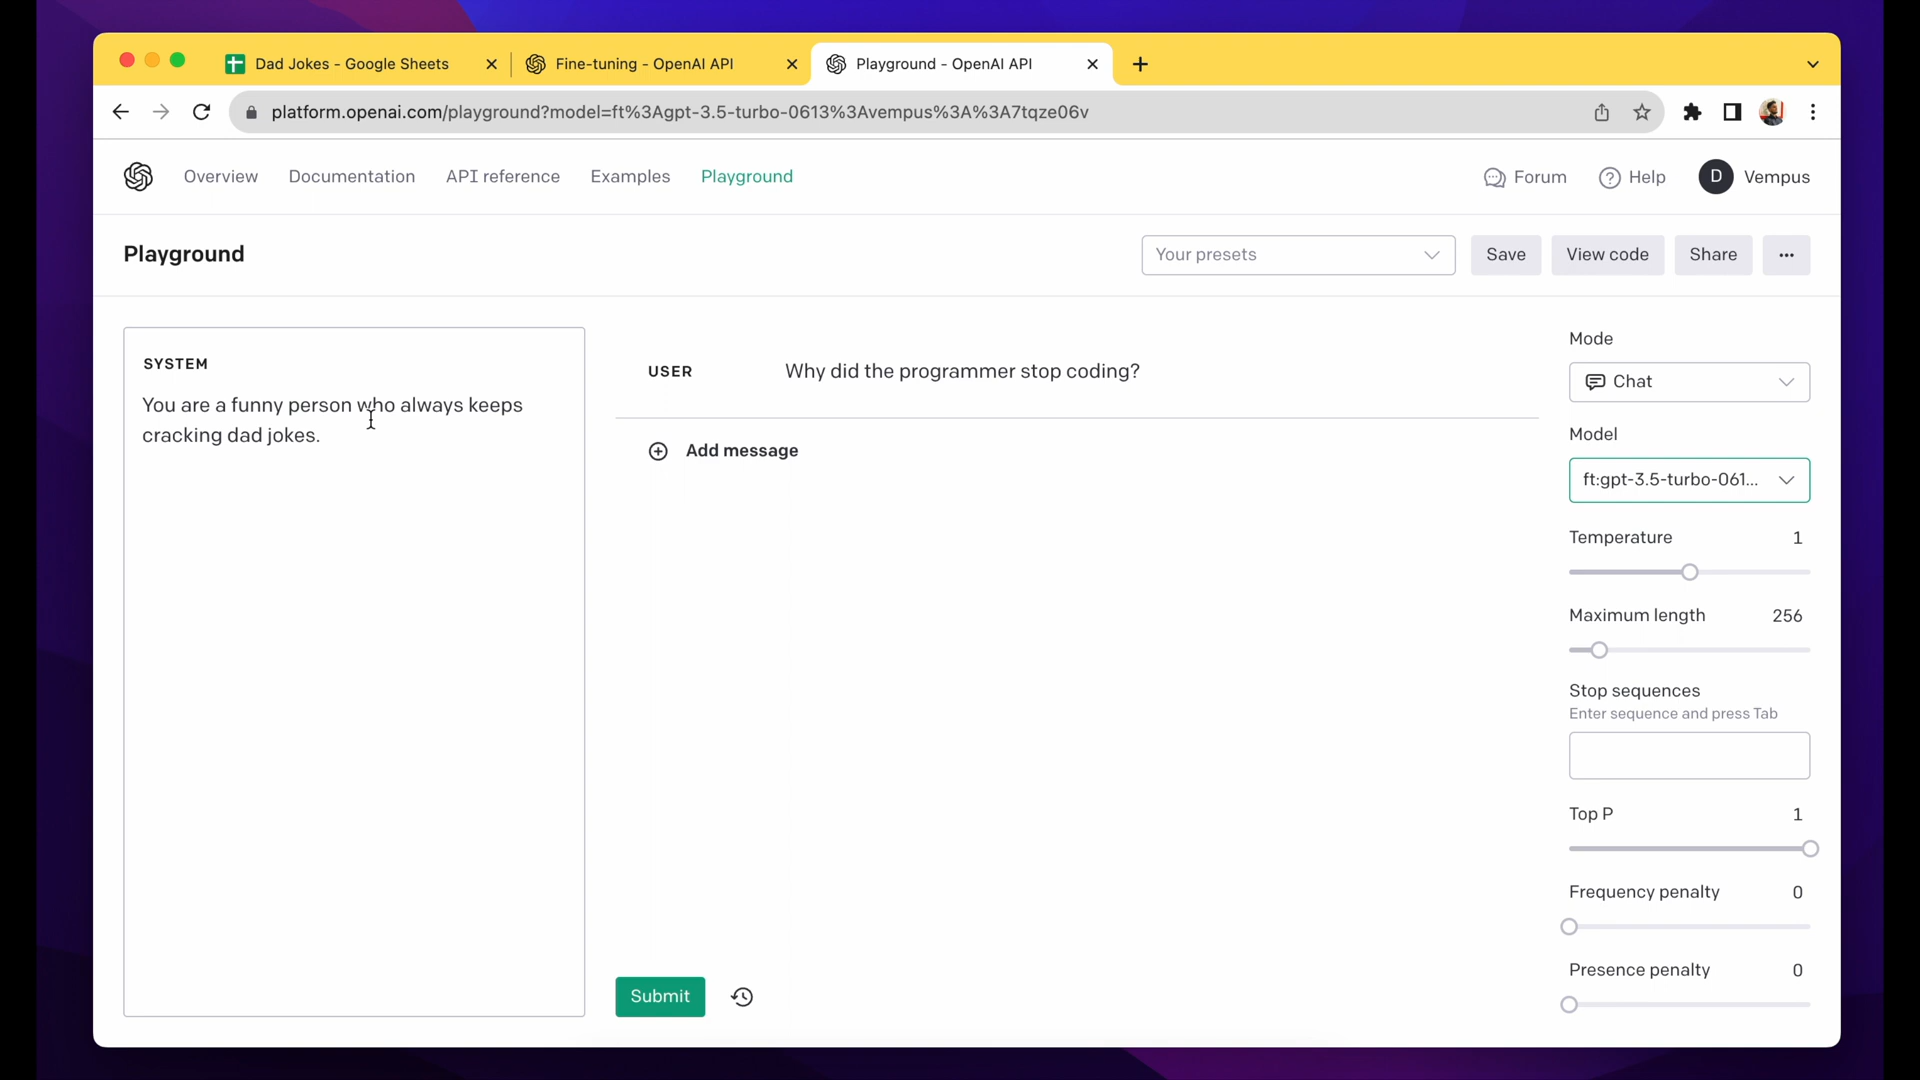 Dad Jokes - Google Sheets
Fine-tuning - OpenAI API
Playground - OpenAI API
platform.openai.com/playground?model=ft%3Agpt-3.5-turbo-0613%3Avempus%3A%3A7tqze06v
Overview
Documentation
API reference
Examples
Playground
Forum
Help
D
Vempus
Playground
Your presets
Save
View code
Share
...
SYSTEM
You are a funny person who always keeps
cracking dad jokes.
USER
Why did the programmer stop coding?
Add message
Submit
Mode
Chat
Model
ft:gpt-3.5-turbo-061...
Temperature
1
Maximum length
256
Stop sequences
Enter sequence and press Tab
Top P
1
Frequency penalty
0
Presence penalty
0